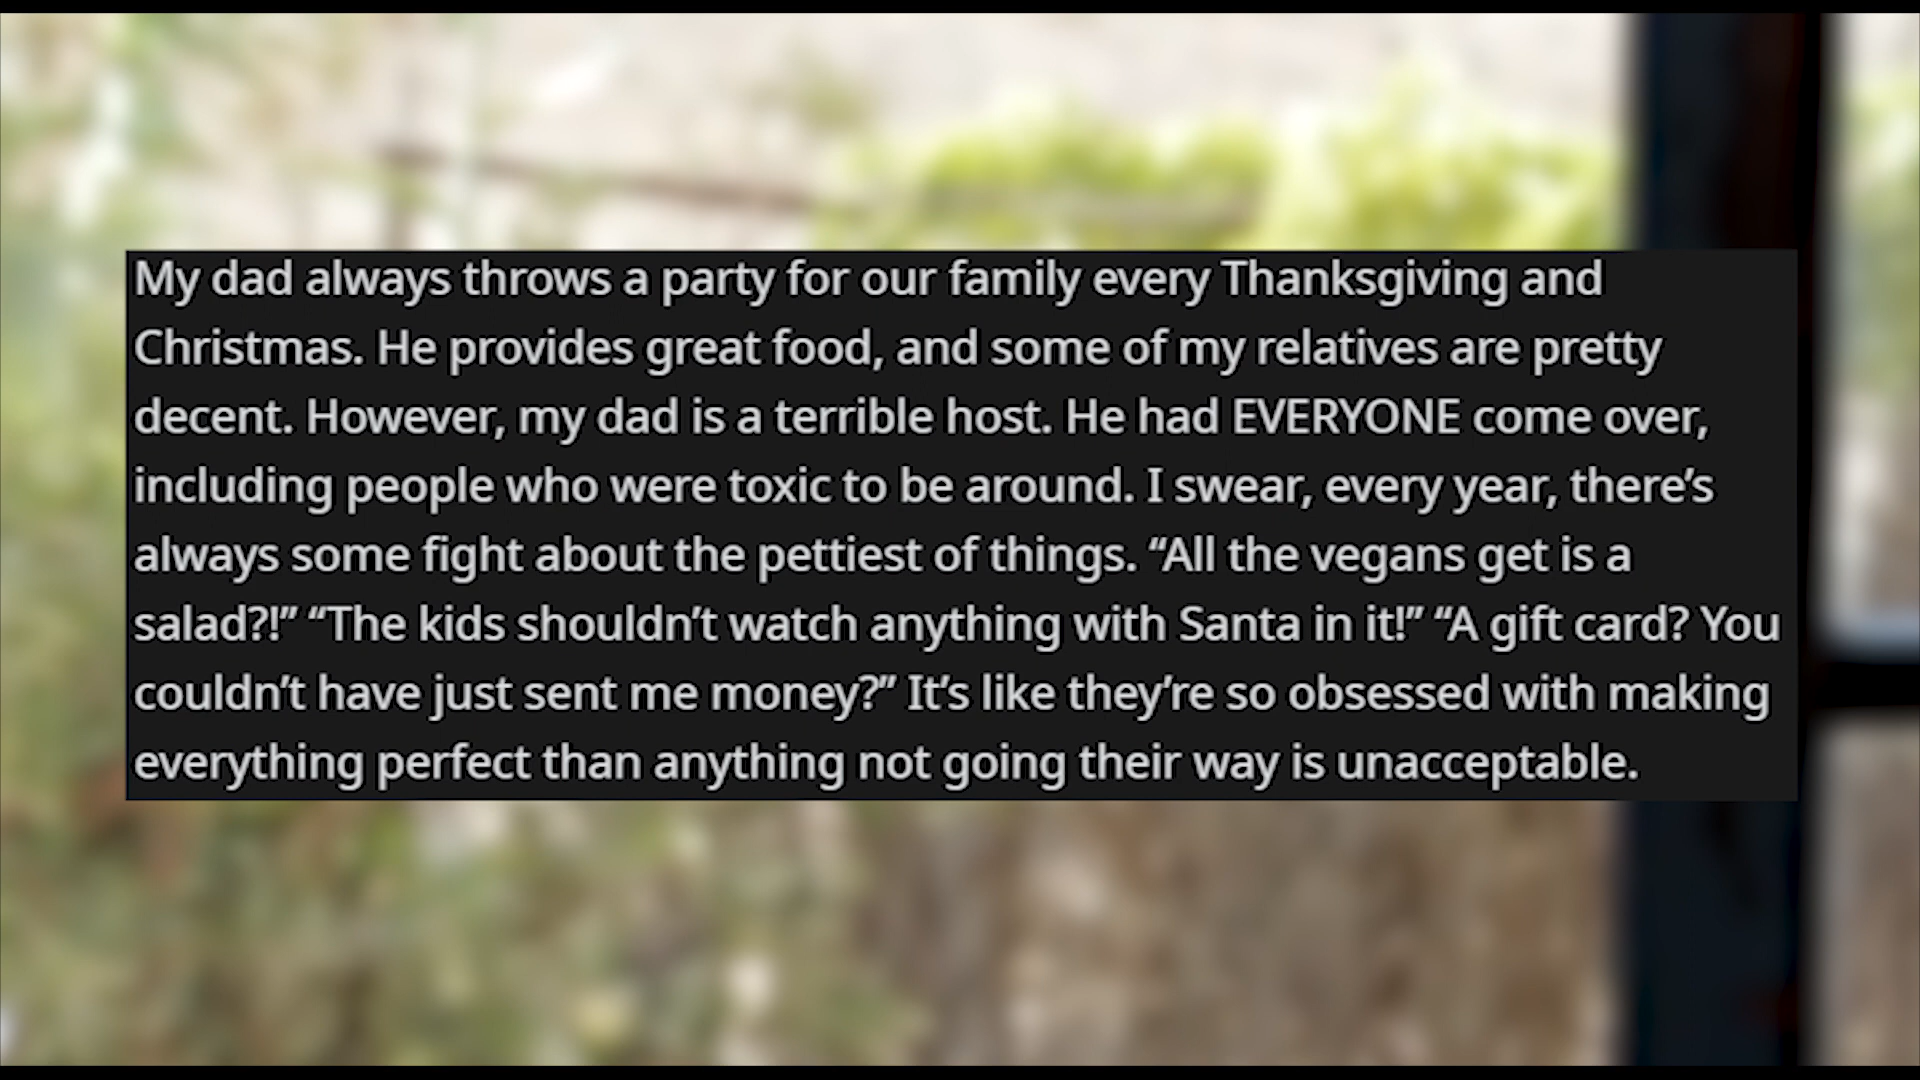 My dad always throws a party for our family every Thanksgiving and
Christmas. He provides great food, and some of my relatives are pretty
decent. However, my dad is a terrible host. He had EVERYONE come over,
including people who were toxic to be around. I swear, every year, there’s
always some fight about the pettiest of things. “All the vegans get is a
salad?!” “The kids shouldn’t watch anything with Santa in it!” “A gift card? You
couldn’t have just sent me money?” It’s like they’re so obsessed with making
everything perfect than anything not going their way is unacceptable.